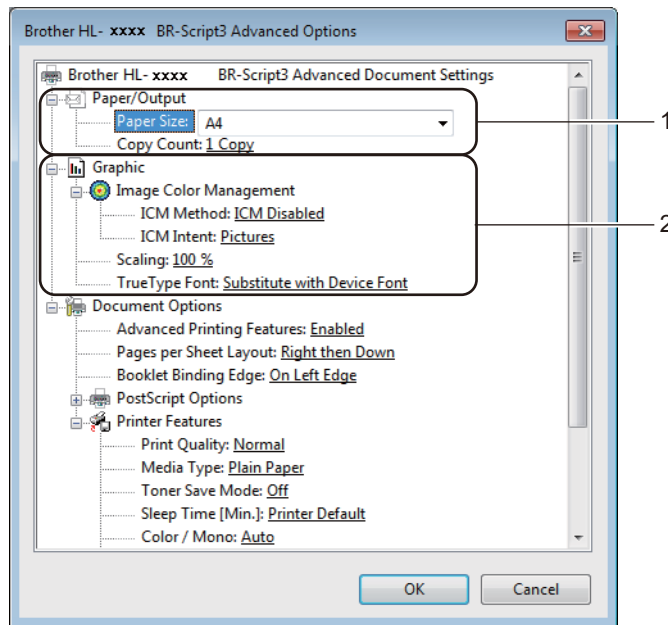 Brother HL- xxxx BR-Script3 Advanced Options
Brother HL- xxxx BR-Script3 Advanced Document Settings
Paper/Output
Paper Size: A4
1
Copy Count: 1 Copy
Graphic
Image Color Management
ICM Method: ICM Disabled
2
ICM Intent: Pictures
Scaling: 100 %
TrueType Font: Substitute with Device Font
Document Options
Advanced Printing Features: Enabled
Pages per Sheet Layout: Right then Down
Booklet Binding Edge: On Left Edge
PostScript Options
Printer Features
Print Quality: Normal
Media Type: Plain Paper
Toner Save Mode: Off
Sleep Time [Min.]: Printer Default
Color / Mono: Auto
OK Cancel